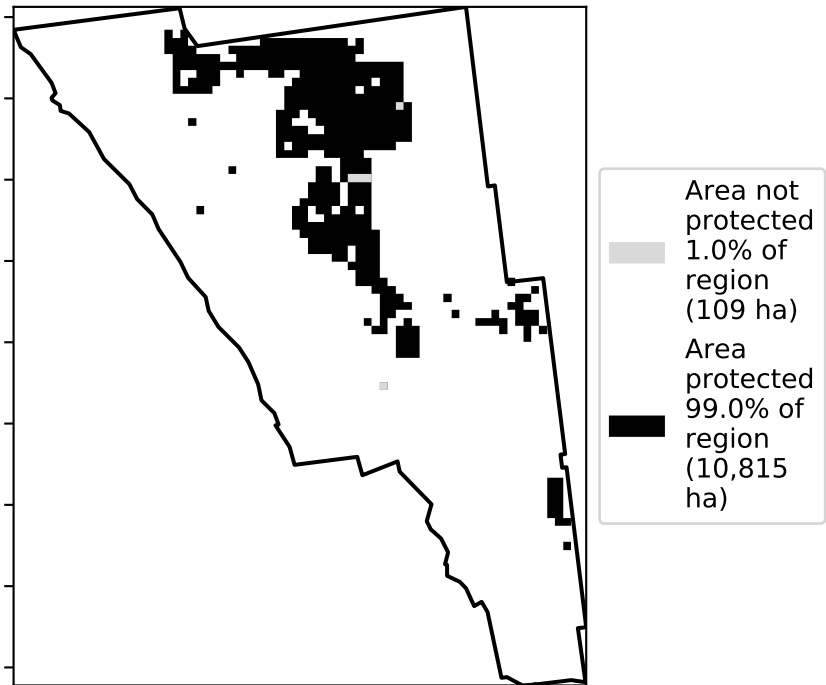 Area not
protected
1.0% of
region
(109 ha)
Area
protected
99.0% of
region
(10,815
ha)